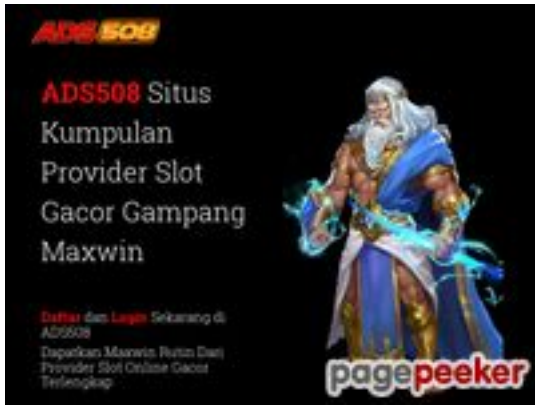 ADS508
ADS508 Situs
Kumpulan
Provider Slot
Gacor Gampang
Maxwin
Daftar dan Login Sekarang di
ADS508
Dapatkan Maxwin Rutin Dari
Provider Slot Online Gacor
Terlengkap
pagepeeker